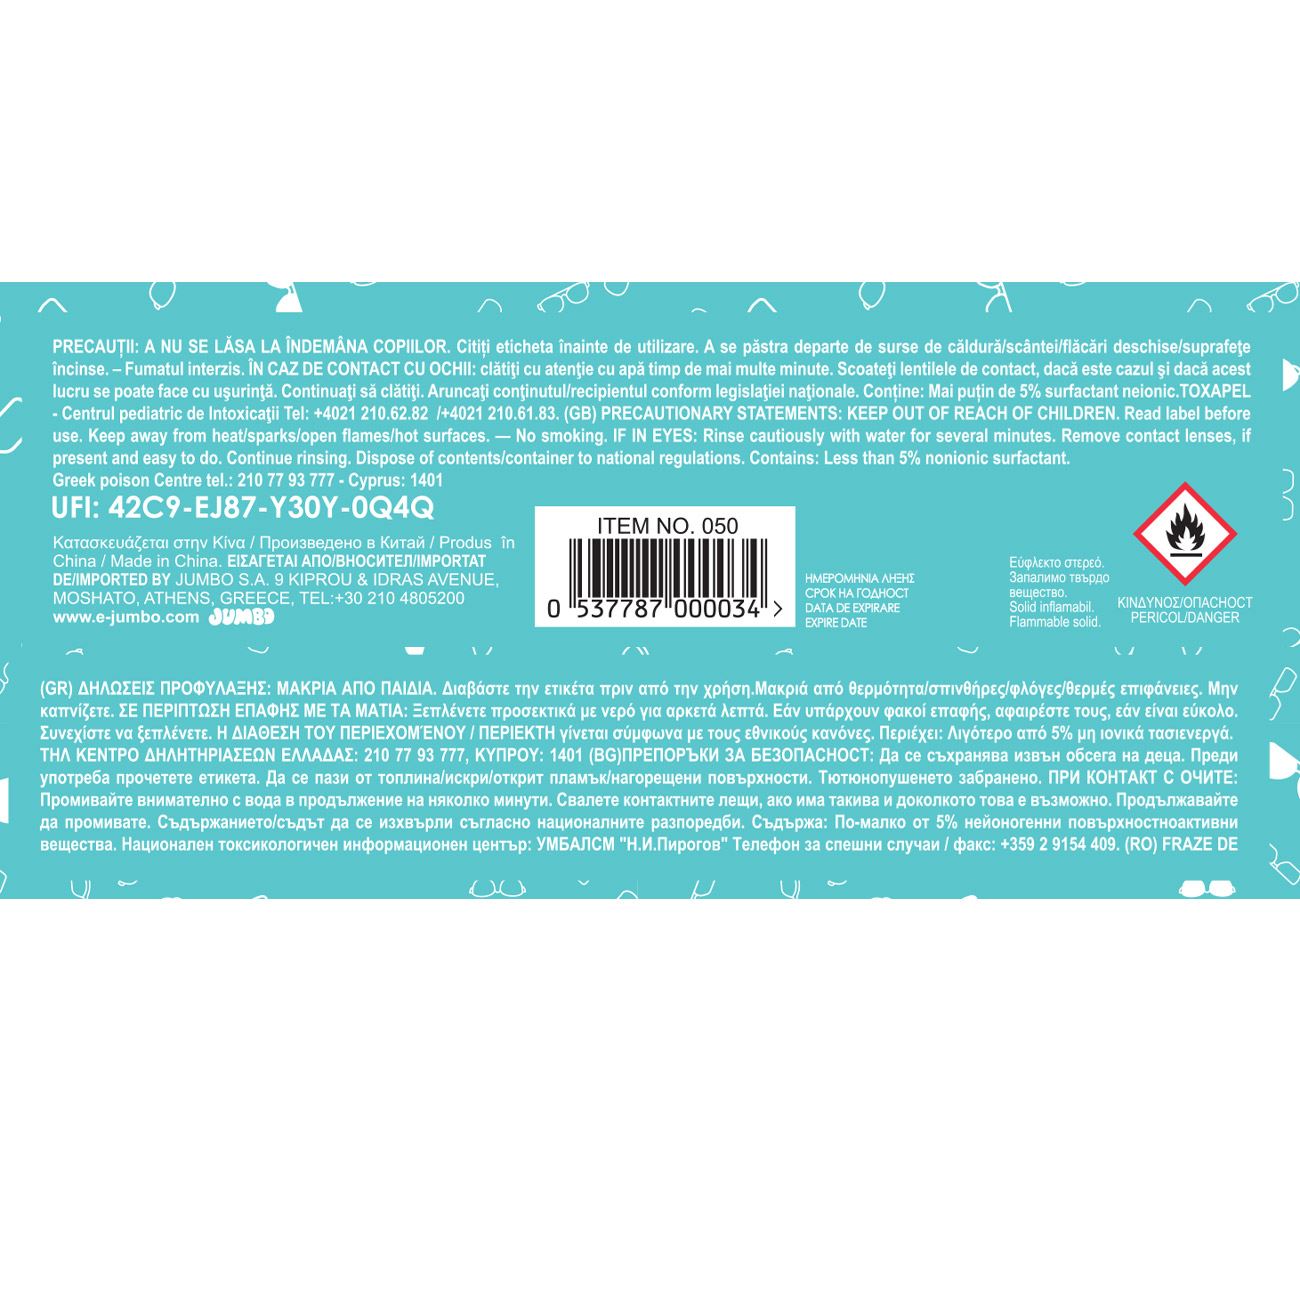 PRECAUȚII: A NU SE LĂSA LA ÎNDEMÂNA COPIILOR. Citiți eticheta înainte de utilizare. A se păstra departe de surse de căldură/scântei/flăcări deschise/suprafeţe
încinse. – Fumatul interzis. ÎN CAZ DE CONTACT CU OCHII: clătiţi cu atenţie cu apă timp de mai multe minute. Scoateţi lentilele de contact, dacă este cazul şi dacă acest
lucru se poate face cu uşurinţă. Continuaţi să clătiţi. Aruncaţi conţinutul/recipientul conform legislaţiei naţionale. Conține: Mai puțin de 5% surfactant neionic.TOXAPEL
- Centrul pediatric de Intoxicaţii Tel: +4021 210.62.82 /+4021 210.61.83. (GB) PRECAUTIONARY STATEMENTS: KEEP OUT OF REACH OF CHILDREN. Read label before
use. Keep away from heat/sparks/open flames/hot surfaces. — No smoking. IF IN EYES: Rinse cautiously with water for several minutes. Remove contact lenses, if
present and easy to do. Continue rinsing. Dispose of contents/container to national regulations. Contains: Less than 5% nonionic surfactant.
Greek poison Centre tel.: 210 77 93 777 - Cyprus: 1401
UFI: 42C9-EJ87-Y30Y-0Q4Q
Κατασκευάζεται στην Κίνα / Произведено в Китай / Produs în
China / Made in China. ΕΙΣΑΓΕΤΑΙ ΑΠΟ/ВНОСИТЕЛ/IMPORTAT
DE/IMPORTED BY JUMBO S.A. 9 KIPROU & IDRAS AVENUE,
MOSHATO, ATHENS, GREECE, TEL:+30 210 4805200
www.e-jumbo.com JUMBO
ITEM NO. 050
0 537787 000034 >
ΗΜΕΡΟΜΗΝΙΑ ΛΗΞΗΣ
СРОК НА ГОДНОСТ
DATA DE EXPIRARE
EXPIRE DATE
Εύφλεκτο στερεό.
Запалимо твърдо
вещество.
Solid inflamabil.
Flammable solid.
ΚΙΝΔΥΝΟΣ/ОПАСНОСТ
PERICOL/DANGER
(GR) ΔΗΛΩΣΕΙΣ ΠΡΟΦΥΛΑΞΗΣ: ΜΑΚΡΙΑ ΑΠΟ ΠΑΙΔΙΑ. Διαβάστε την ετικέτα πριν από την χρήση.Μακριά από θερμότητα/σπινθήρες/φλόγες/θερμές επιφάνειες. Μην
καπνίζετε. ΣΕ ΠΕΡΙΠΤΩΣΗ ΕΠΑΦΗΣ ΜΕ ΤΑ ΜΑΤΙΑ: Ξεπλένετε προσεκτικά με νερό για αρκετά λεπτά. Εάν υπάρχουν φακοί επαφής, αφαιρέστε τους, εάν είναι εύκολο.
Συνεχίστε να ξεπλένετε. Η ΔΙΑΘΕΣΗ ΤΟΥ ΠΕΡΙΕΧΟΜΈΝΟΥ / ΠΕΡΙΕΚΤΗ γίνεται σύμφωνα με τους εθνικούς κανόνες. Περιέχει: Λιγότερο από 5% μη ιονικά τασιενεργά.
ΤΗΛ ΚΕΝΤΡΟ ΔΗΛΗΤΗΡΙΑΣΕΩΝ ΕΛΛΑΔΑΣ: 210 77 93 777, ΚΥΠΡΟΥ: 1401 (BG)ПРЕПОРЪКИ ЗА БЕЗОПАСНОСТ: Да се съхранява извън обсега на деца. Преди
употреба прочетете етикета. Да се пази от топлина/искри/открит пламък/нагорещени повърхности. Тютюнопушенето забранено. ПРИ КОНТАКТ С ОЧИТЕ:
Промивайте внимателно с вода в продължение на няколко минути. Свалете контактните лещи, ако има такива и доколкото това е възможно. Продължавайте
да промивате. Съдържанието/съдът да се изхвърли съгласно националните разпоредби. Съдържа: По-малко от 5% нейоногенни повърхностноактивни
вещества. Национален токсикологичен информационен център: УМБАЛСМ "Н.И.Пирогов" Телефон за спешни случаи / факс: +359 2 9154 409. (RO) FRAZE DE